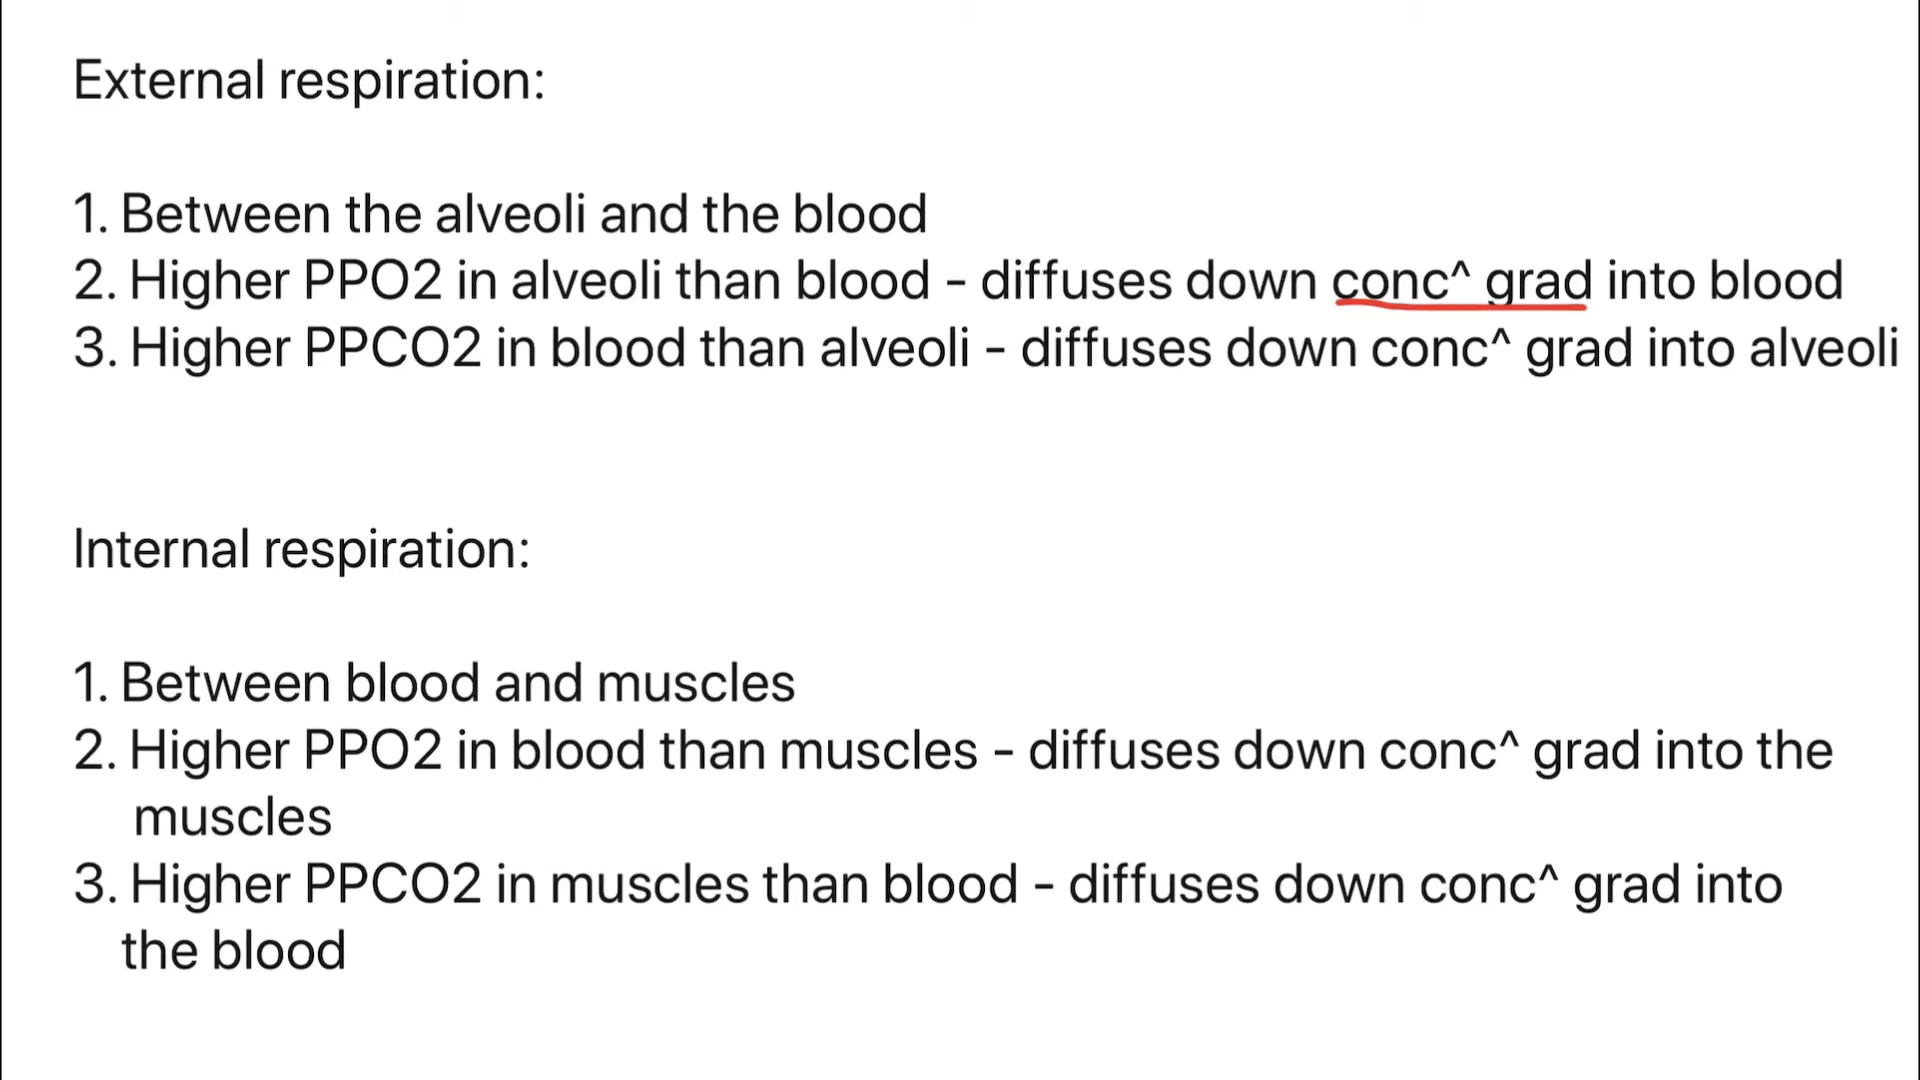 External respiration:
1. Between the alveoli and the blood
2. Higher PPO2 in alveoli than blood - diffuses down conc^ grad into blood
3. Higher PPCO2 in blood than alveoli - diffuses down conc^ grad into alveoli
Internal respiration:
1. Between blood and muscles
2. Higher PPO2 in blood than muscles - diffuses down conc^ grad into the
muscles
3. Higher PPCO2 in muscles than blood - diffuses down conc^ grad into
the blood